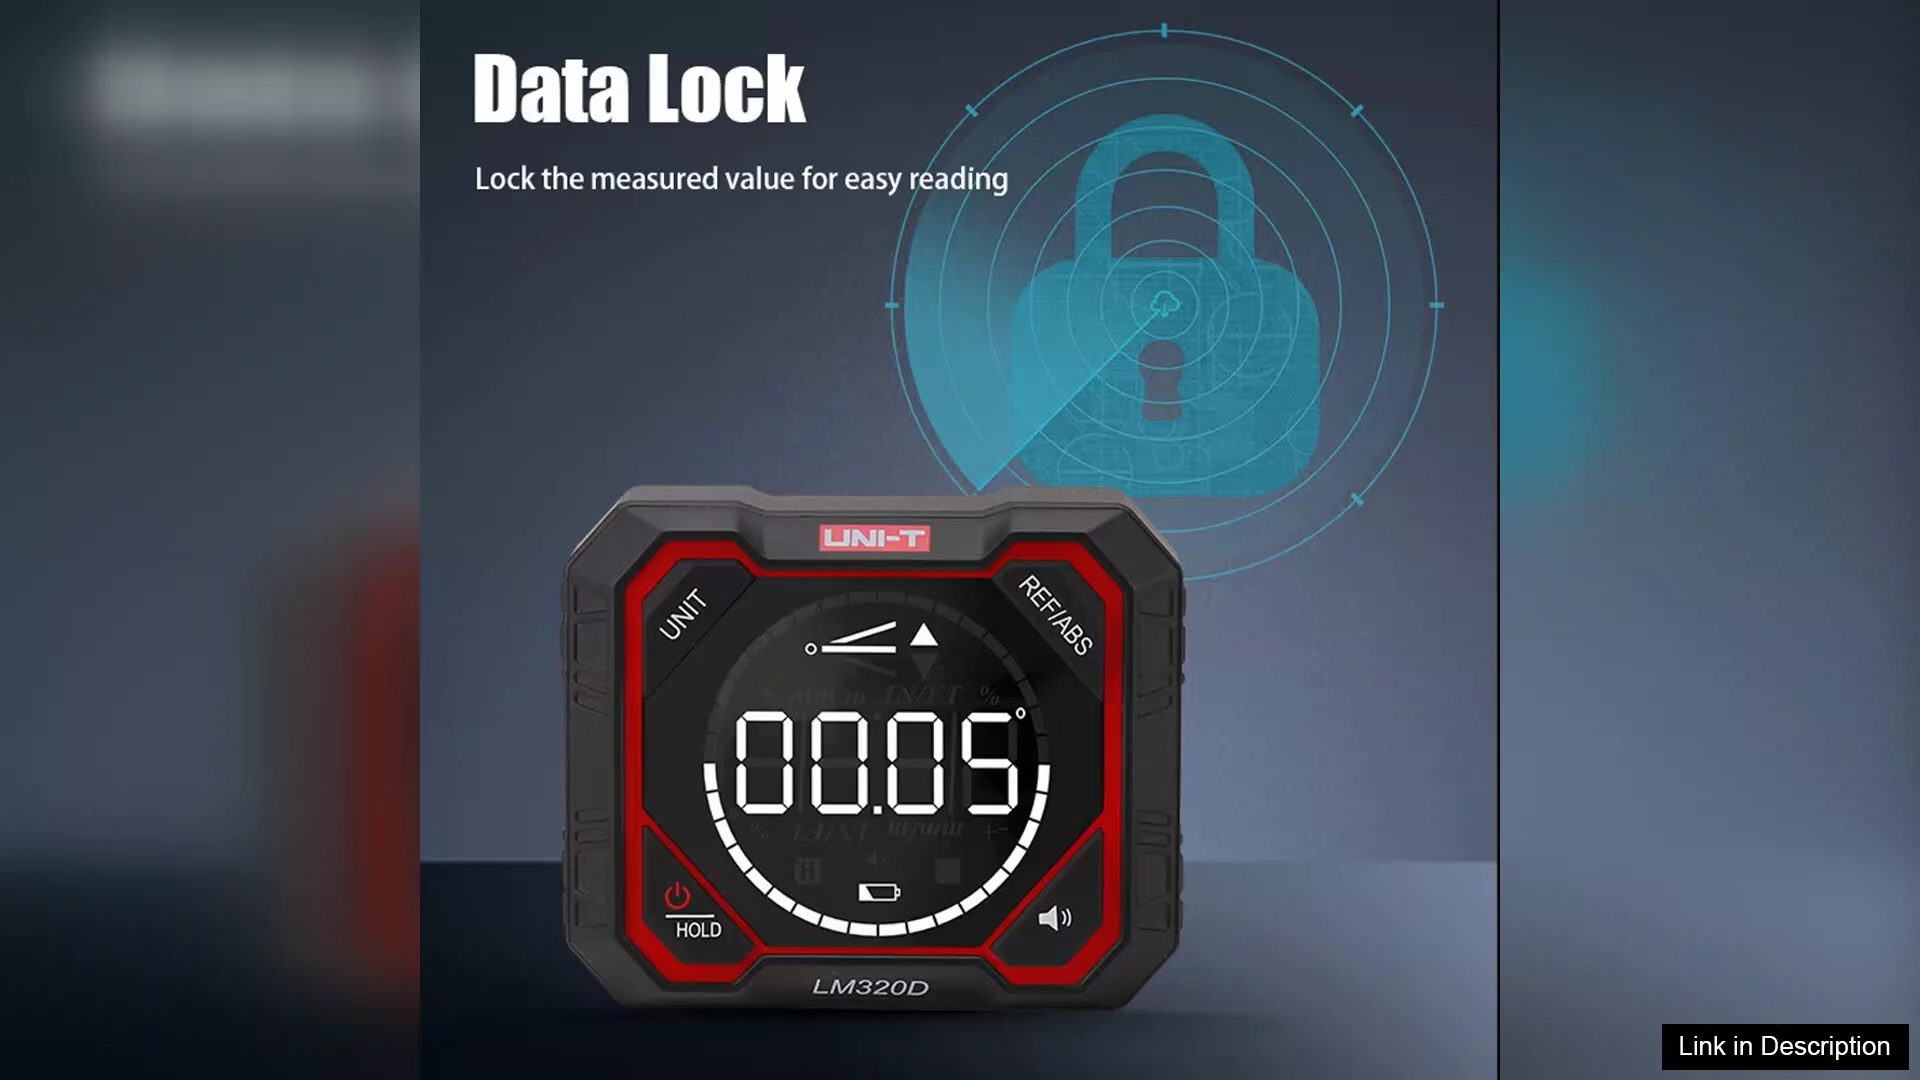 Data Lock
Lock the measured value for easy reading
UNI-T
UNIT
REF/ABS
00.05°
HOLD
LM320D
Link in Description